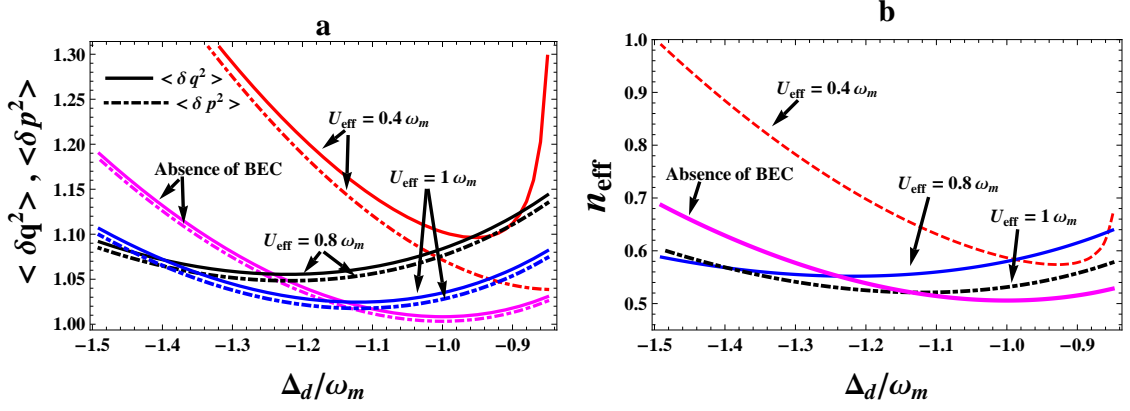 a
< δq² > , < δp² >
1.30
1.25
1.20
1.15
1.10
1.05
1.00
< δ q² >
< δ p² >
U_eff = 0.4 ω_m
Absence of BEC
U_eff = 1 ω_m
U_eff = 0.8 ω_m
−1.5 −1.4 −1.3 −1.2 −1.1 −1.0 −0.9
Δ_d/ω_m
b
n_eff
1.0
0.9
0.8
0.7
0.6
0.5
U_eff = 0.4 ω_m
Absence of BEC
U_eff = 0.8 ω_m
U_eff = 1 ω_m
−1.5 −1.4 −1.3 −1.2 −1.1 −1.0 −0.9
Δ_d/ω_m